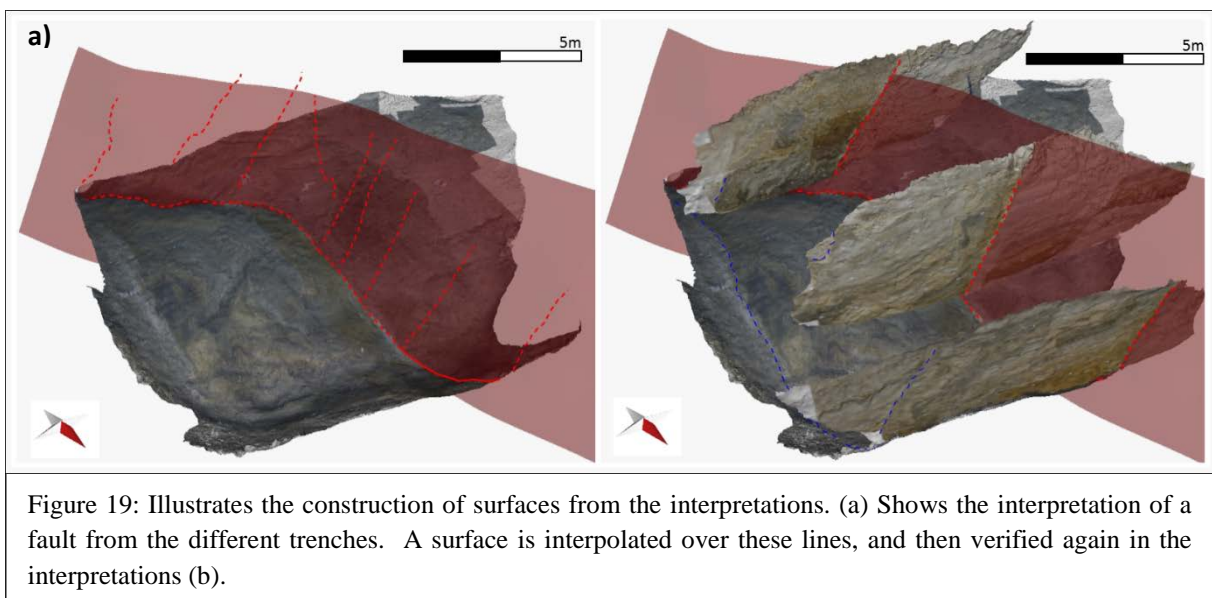 a)
5m
5m
Figure 19: Illustrates the construction of surfaces from the interpretations. (a) Shows the interpretation of a
fault from the different trenches. A surface is interpolated over these lines, and then verified again in the
interpretations (b).